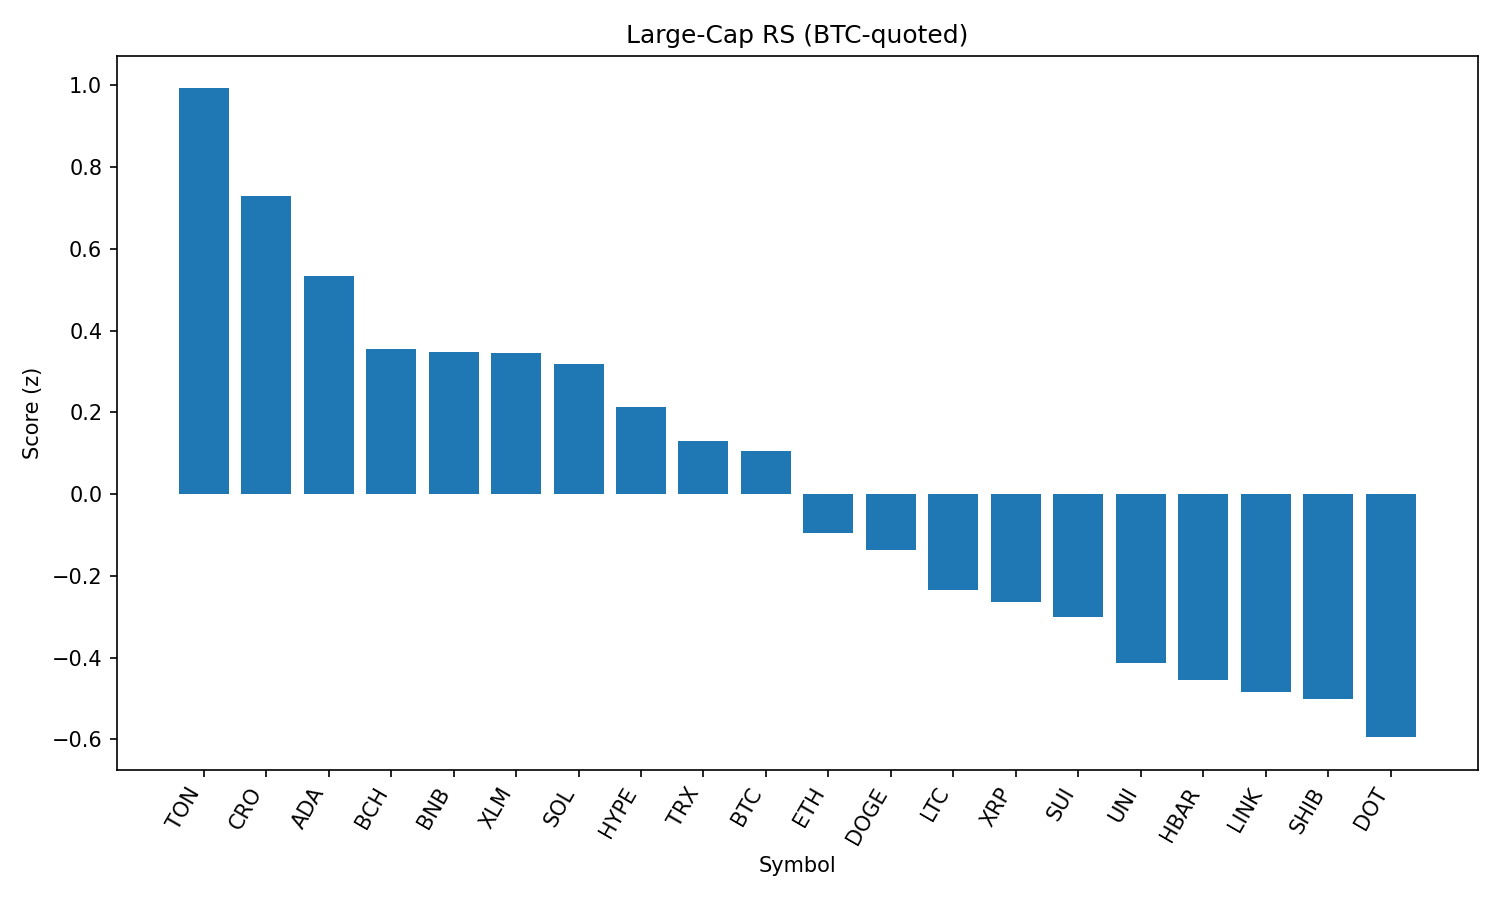 Large-Cap RS (BTC-quoted)
Score (z)
1.0
0.8
0.6
0.4
0.2
0.0
−0.2
−0.4
−0.6
TON
CRO
ADA
BCH
BNB
XLM
SOL
HYPE
TRX
BTC
ETH
DOGE
LTC
XRP
SUI
UNI
HBAR
LINK
SHIB
DOT
Symbol